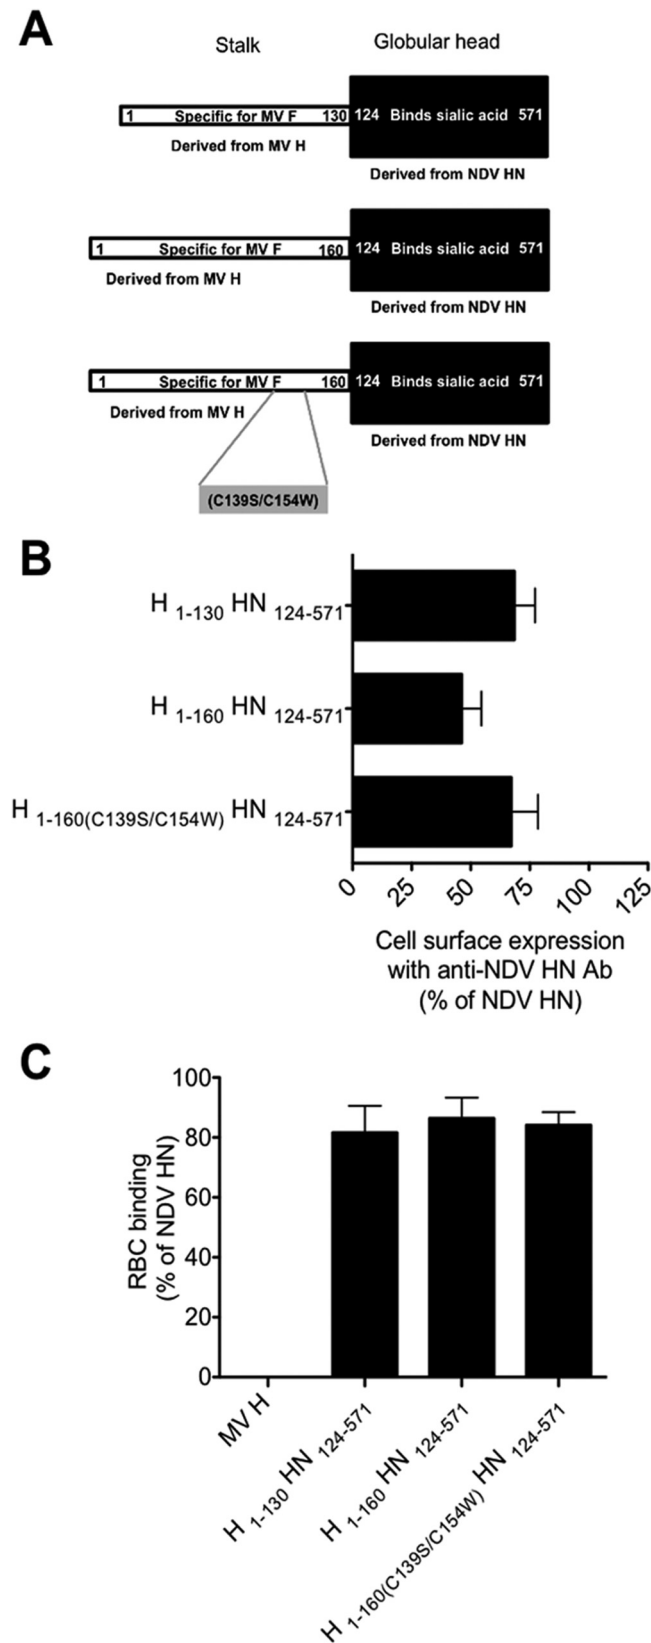 A
Stalk Globular head
1 Specific for MV F 130 124 Binds sialic acid 571
Derived from MV H
Derived from NDV HN
1 Specific for MV F 160 124 Binds sialic acid 571
Derived from MV H
Derived from NDV HN
1 Specific for MV F 160 124 Binds sialic acid 571
Derived from MV H
Derived from NDV HN
(C139S/C154W)
B
H 1-130 HN 124-571
H 1-160 HN 124-571
H 1-160(C139S/C154W) HN 124-571
0 25 50 75 100 125
Cell surface expression
with anti-NDV HN Ab
(% of NDV HN)
C
RBC binding
(% of NDV HN)
100
80
60
40
20
0
MV H
H 1-130 HN 124-571
H 1-160 HN 124-571
H 1-160(C139S/C154W) HN 124-571